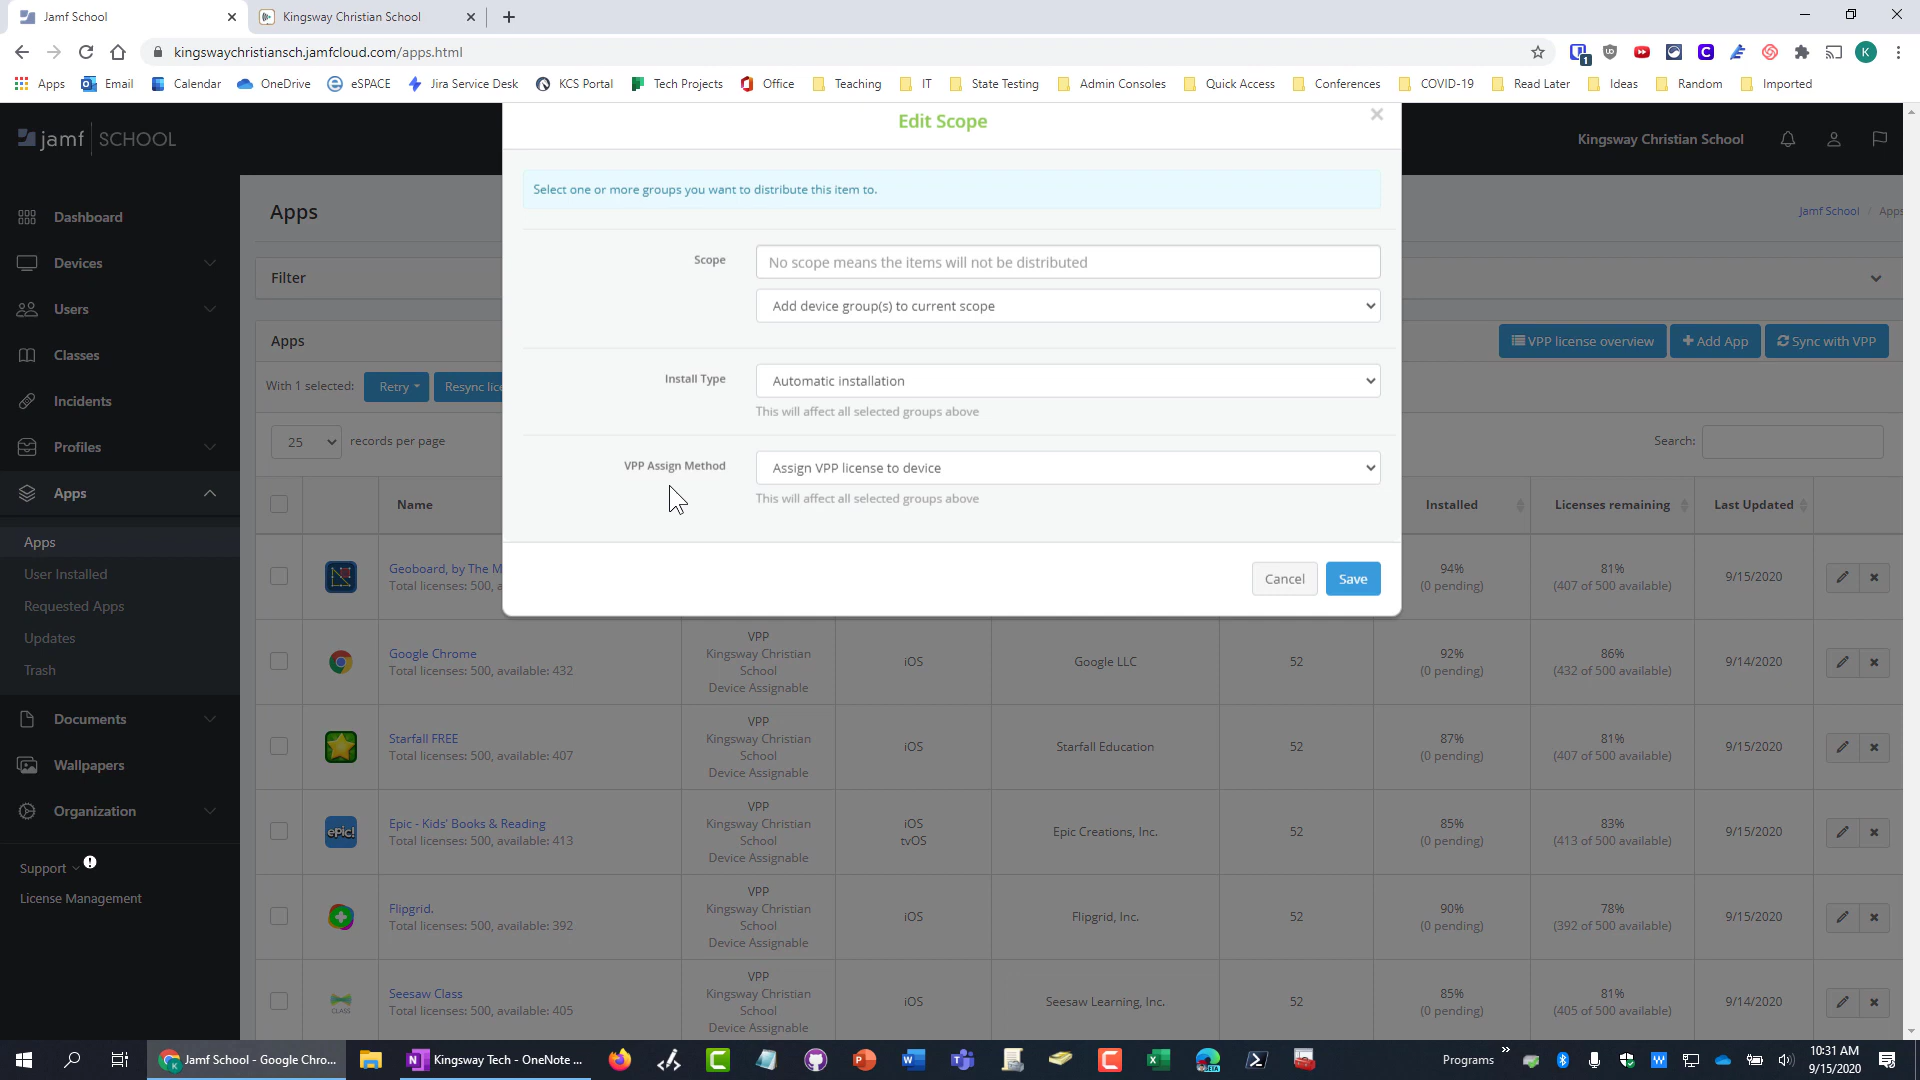 Jamf School
Kingsway Christian School
kingswaychristiansch.jamfcloud.com/apps.html
1
K
Apps Email Calendar OneDrive eSPACE Jira Service Desk KCS Portal Tech Projects Office Teaching IT State Testing Admin Consoles Quick Access Conferences COVID-19 Read Later Ideas Random Imported
jamf SCHOOL
Kingsway Christian School
Dashboard
Devices
Users
Classes
Incidents
Profiles
Apps
Apps
User Installed
Requested Apps
Updates
Trash
Documents
Wallpapers
Organization
Support
License Management
Apps
Jamf School / Apps
Filter
Apps
VPP license overview
Add App
Sync with VPP
With 1 selected: Retry Resync lice
25 records per page
Search:
Edit Scope
Select one or more groups you want to distribute this item to.
Scope
No scope means the items will not be distributed
Add device group(s) to current scope
Install Type
Automatic installation
This will affect all selected groups above
VPP Assign Method
Assign VPP license to device
This will affect all selected groups above
Cancel
Save
Name Installed Licenses remaining Last Updated
Geoboard, by The M
Total licenses: 500, a
94%
(0 pending)
81%
(407 of 500 available)
9/15/2020
Google Chrome
Total licenses: 500, available: 432
VPP
Kingsway Christian
School
Device Assignable
iOS
Google LLC
52
92%
(0 pending)
86%
(432 of 500 available)
9/14/2020
Starfall FREE
Total licenses: 500, available: 407
VPP
Kingsway Christian
School
Device Assignable
iOS
Starfall Education
52
87%
(0 pending)
81%
(407 of 500 available)
9/15/2020
ePIC!
Epic - Kids' Books & Reading
Total licenses: 500, available: 413
VPP
Kingsway Christian
School
Device Assignable
iOS
tvOS
Epic Creations, Inc.
52
85%
(0 pending)
83%
(413 of 500 available)
9/15/2020
Flipgrid.
Total licenses: 500, available: 392
VPP
Kingsway Christian
School
Device Assignable
iOS
Flipgrid, Inc.
52
90%
(0 pending)
78%
(392 of 500 available)
9/15/2020
CLASS
Seesaw Class
Total licenses: 500, available: 405
VPP
Kingsway Christian
School
Device Assignable
iOS
Seesaw Learning, Inc.
52
85%
(0 pending)
81%
(405 of 500 available)
9/14/2020
Jamf School - Google Chro...
Kingsway Tech - OneNote ...
Programs
10:31 AM
9/15/2020